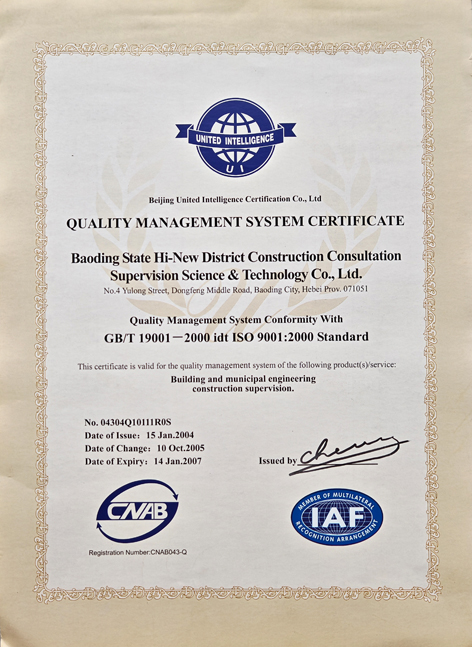 UNITED INTELLIGENCE
U I
Beijing United Intelligence Certification Co., Ltd
QUALITY MANAGEMENT SYSTEM CERTIFICATE
Baoding State Hi-New District Construction Consultation
Supervision Science & Technology Co., Ltd.
No.4 Yulong Street, Dongfeng Middle Road, Baoding City, Hebei Prov. 071051
Quality Management System Conformity With
GB/T 19001－2000 idt ISO 9001:2000 Standard
This certificate is valid for the quality management system of the following product(s)/service:
Building and municipal engineering
construction supervision.
No. 04304Q10111R0S
Date of Issue: 15 Jan.2004
Date of Change: 10 Oct.2005
Date of Expiry: 14 Jan.2007
Issued by
CNAB
Registration Number:CNAB043-Q
MEMBER OF MULTILATERAL
IAF
RECOGNITION ARRANGEMENT